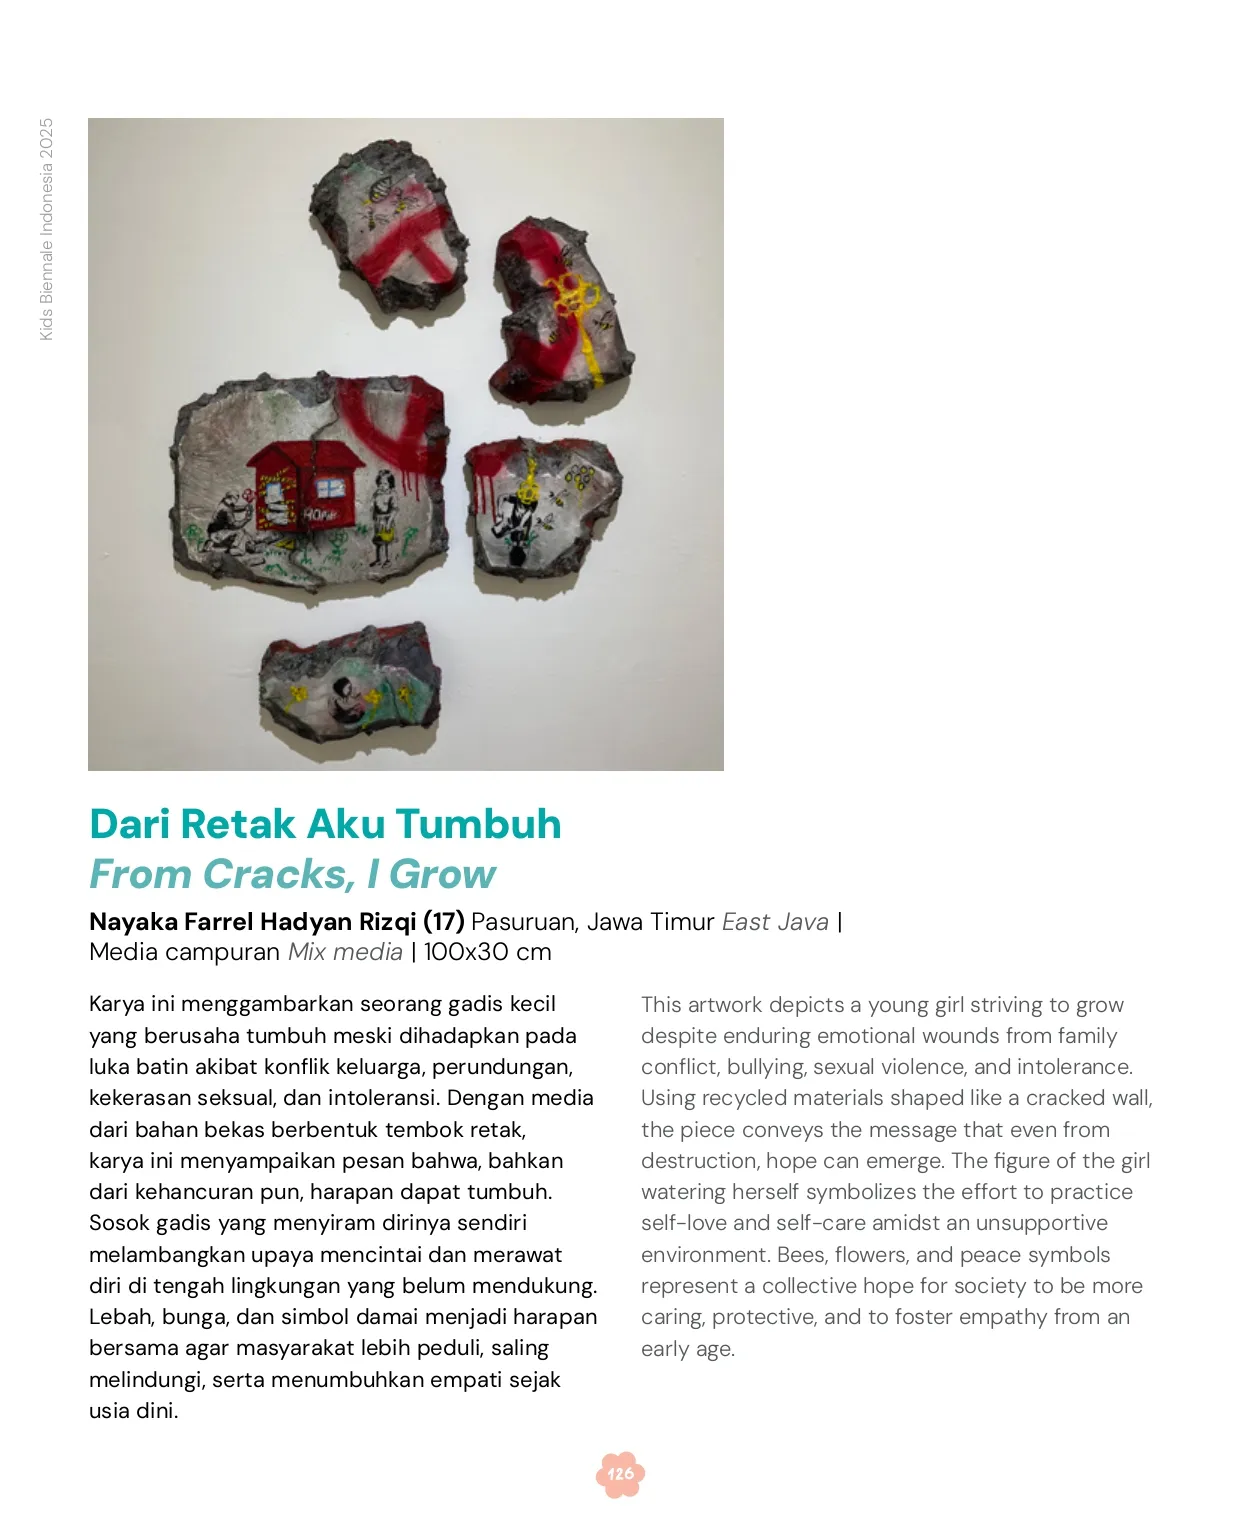 Kids Biennale Indonesia 2025
HOME
Dari Retak Aku Tumbuh
From Cracks, I Grow
Nayaka Farrel Hadyan Rizqi (17) Pasuruan, Jawa Timur East Java |
Media campuran Mix media | 100x30 cm
Karya ini menggambarkan seorang gadis kecil
yang berusaha tumbuh meski dihadapkan pada
luka batin akibat konflik keluarga, perundungan,
kekerasan seksual, dan intoleransi. Dengan media
dari bahan bekas berbentuk tembok retak,
karya ini menyampaikan pesan bahwa, bahkan
dari kehancuran pun, harapan dapat tumbuh.
Sosok gadis yang menyiram dirinya sendiri
melambangkan upaya mencintai dan merawat
diri di tengah lingkungan yang belum mendukung.
Lebah, bunga, dan simbol damai menjadi harapan
bersama agar masyarakat lebih peduli, saling
melindungi, serta menumbuhkan empati sejak
usia dini.
This artwork depicts a young girl striving to grow
despite enduring emotional wounds from family
conflict, bullying, sexual violence, and intolerance.
Using recycled materials shaped like a cracked wall,
the piece conveys the message that even from
destruction, hope can emerge. The figure of the girl
watering herself symbolizes the effort to practice
self-love and self-care amidst an unsupportive
environment. Bees, flowers, and peace symbols
represent a collective hope for society to be more
caring, protective, and to foster empathy from an
early age.
126